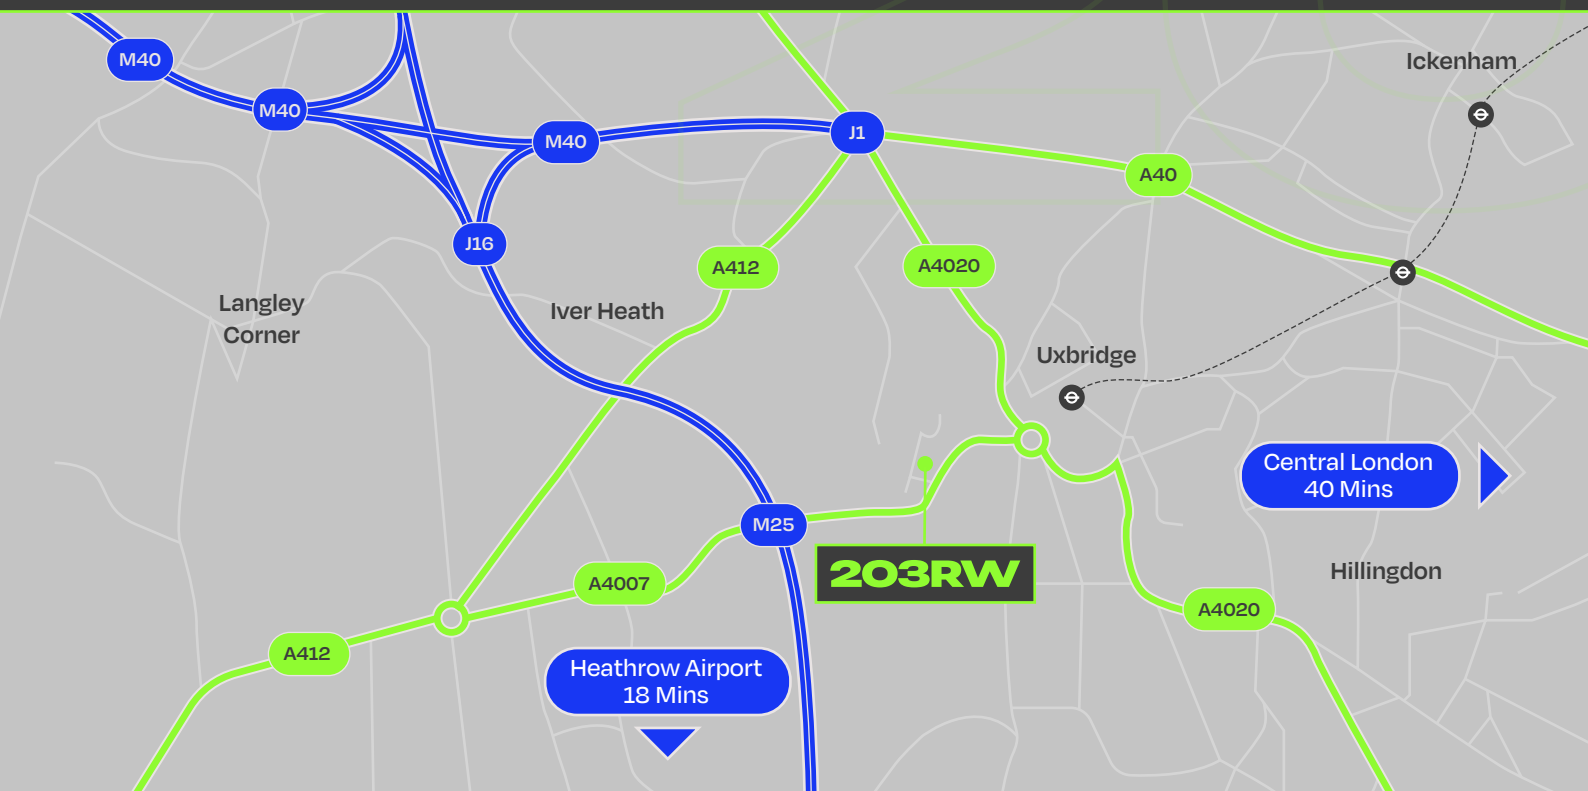 M40
Ickenham
M40
J1
M40
A40
J16
A412
A4020
Langley
Corner
Iver Heath
Uxbridge
Central London
40 Mins
M25
203RW
Hillingdon
A4007
A4020
A412
Heathrow Airport
18 Mins